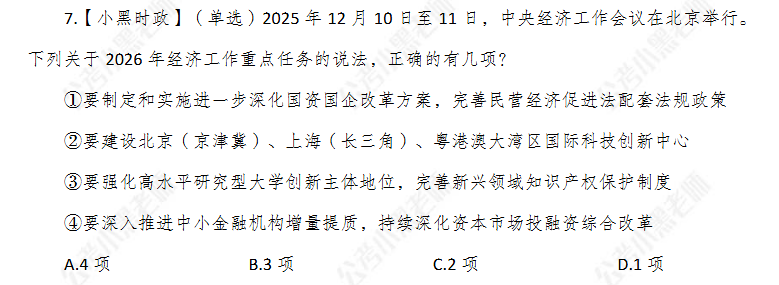 7.【小黑时政】（单选）2025 年 12 月 10 日至 11 日，中央经济工作会议在北京举行。
下列关于 2026 年经济工作重点任务的说法，正确的有几项？
①要制定和实施进一步深化国资国企改革方案，完善民营经济促进法配套法规政策
②要建设北京（京津冀）、上海（长三角）、粤港澳大湾区国际科技创新中心
③要强化高水平研究型大学创新主体地位，完善新兴领域知识产权保护制度
④要深入推进中小金融机构增量提质，持续深化资本市场投融资综合改革
A.4 项 B.3 项 C.2 项 D.1 项